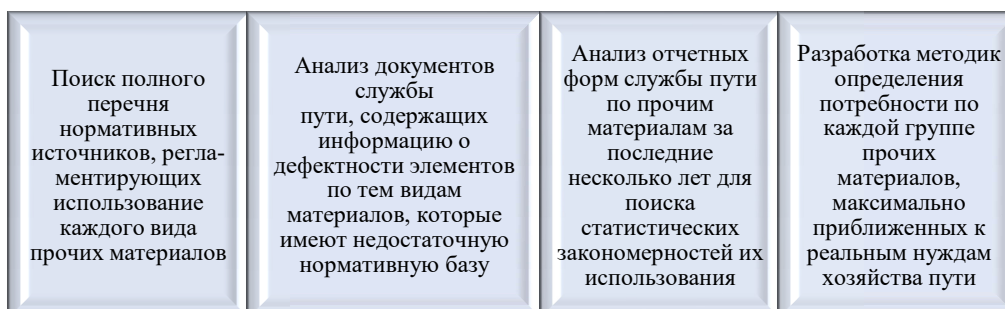 Поиск полного
перечня
нормативных
источников, регла-
ментирующих
использование
каждого вида
прочих материалов
Анализ документов
службы
пути, содержащих
информацию о
дефектности элементов
по тем видам
материалов, которые
имеют недостаточную
нормативную базу
Анализ отчетных
форм службы пути
по прочим
материалам за
последние
несколько лет для
поиска
статистических
закономерностей их
использования
Разработка методик
определения
потребности по
каждой группе
прочих
материалов,
максимально
приближенных к
реальным нуждам
хозяйства пути